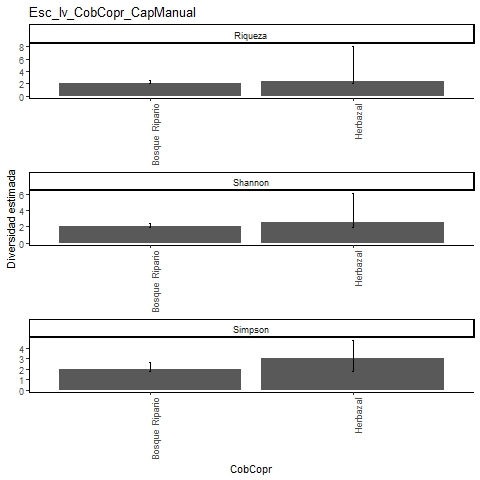 Esc_lv_CobCopr_CapManual
Riqueza
8
6
4
2
0
Bosque Ripario
Herbazal
Shannon
6
4
2
0
Bosque Ripario
Herbazal
Diversidad estimada
Simpson
4
3
2
1
0
Bosque Ripario
Herbazal
CobCopr